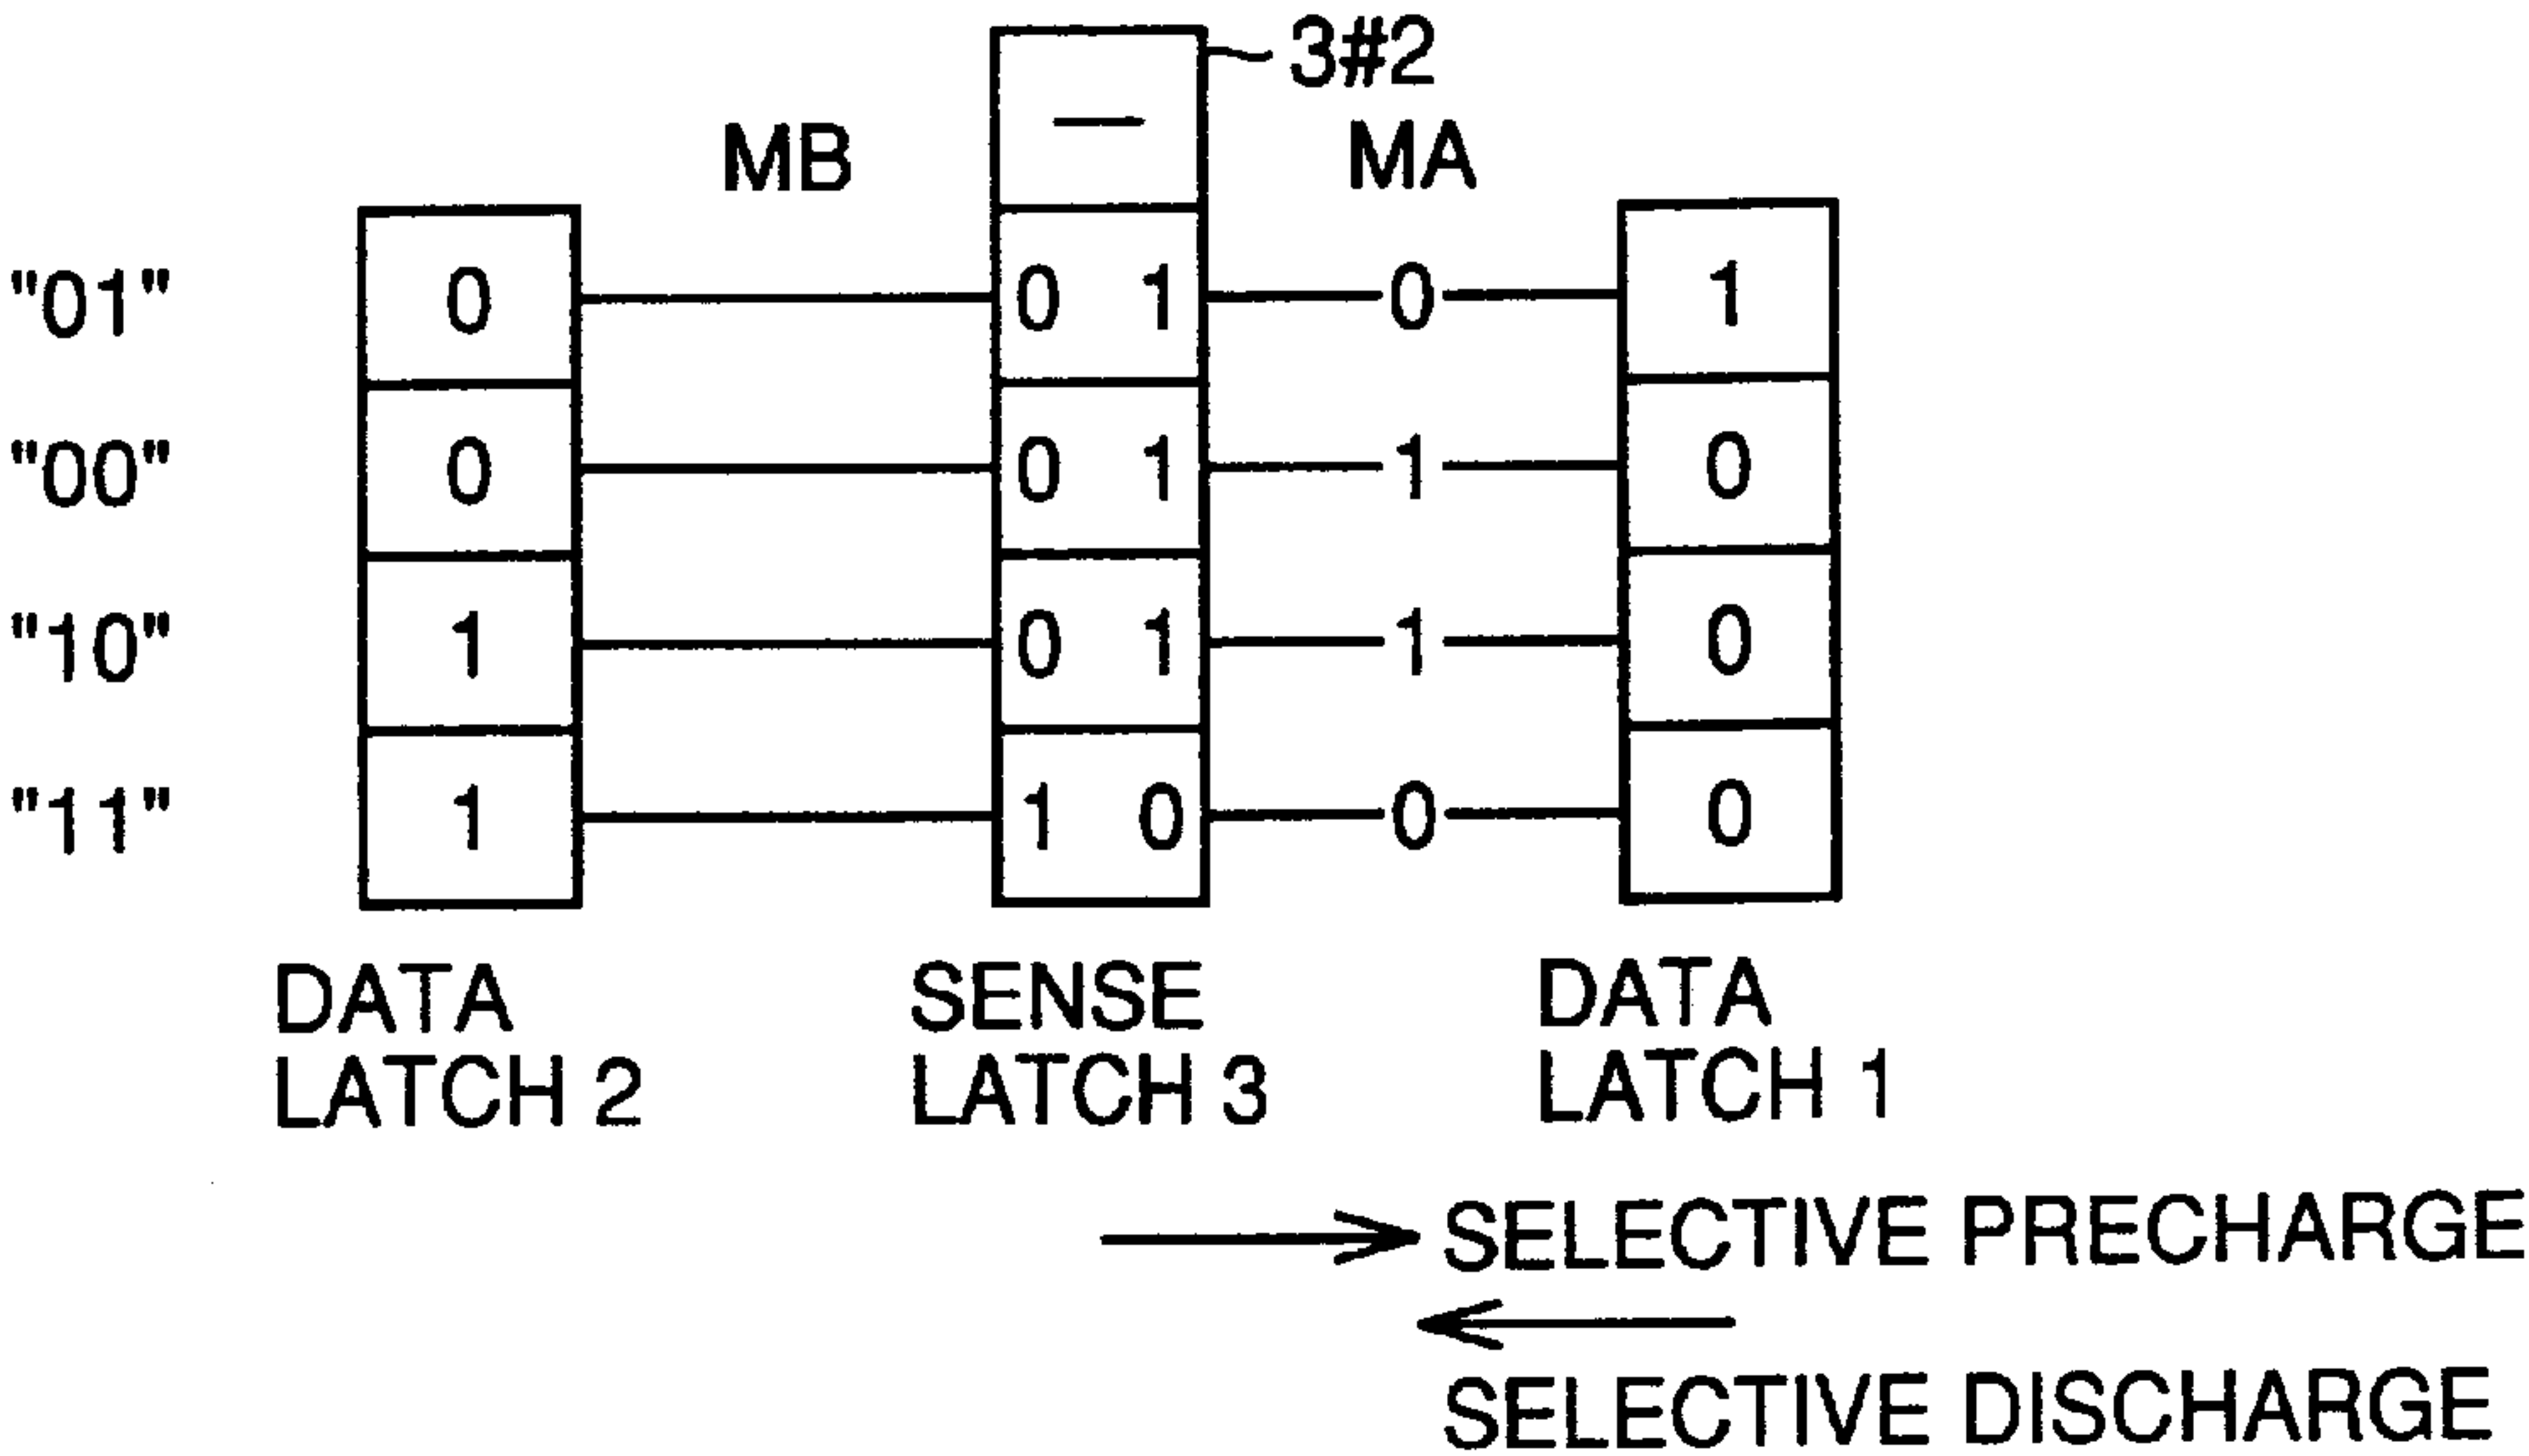 3#2
—
MB MA
"01" 0 0 1 0 1
"00" 0 0 1 1 0
"10" 1 0 1 1 0
"11" 1 1 0 0 0
DATA LATCH 2
SENSE LATCH 3
DATA LATCH 1
SELECTIVE PRECHARGE
SELECTIVE DISCHARGE